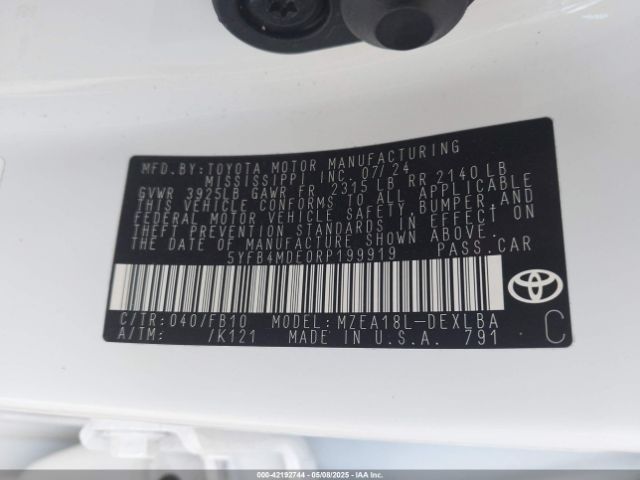 MFD.BY: TOYOTA MOTOR MANUFACTURING
MISSISSIPPI INC. 07/24
GVWR 3925LB GAWR FR 2315 LB RR 2140 LB
THIS VEHICLE CONFORMS TO ALL APPLICABLE
FEDERAL MOTOR VEHICLE SAFETY, BUMPER, AND
THEFT PREVENTION STANDARDS IN EFFECT ON
THE DATE OF MANUFACTURE SHOWN ABOVE.
5YFB4MDE0RP199919 PASS.CAR
C/TR: 040/FB10 MODEL: MZEA18L-DEXLBA
A/TM: /K121 MADE IN U.S.A. 791
C
000-42192744 — 05/08/2025 — IAA Inc.